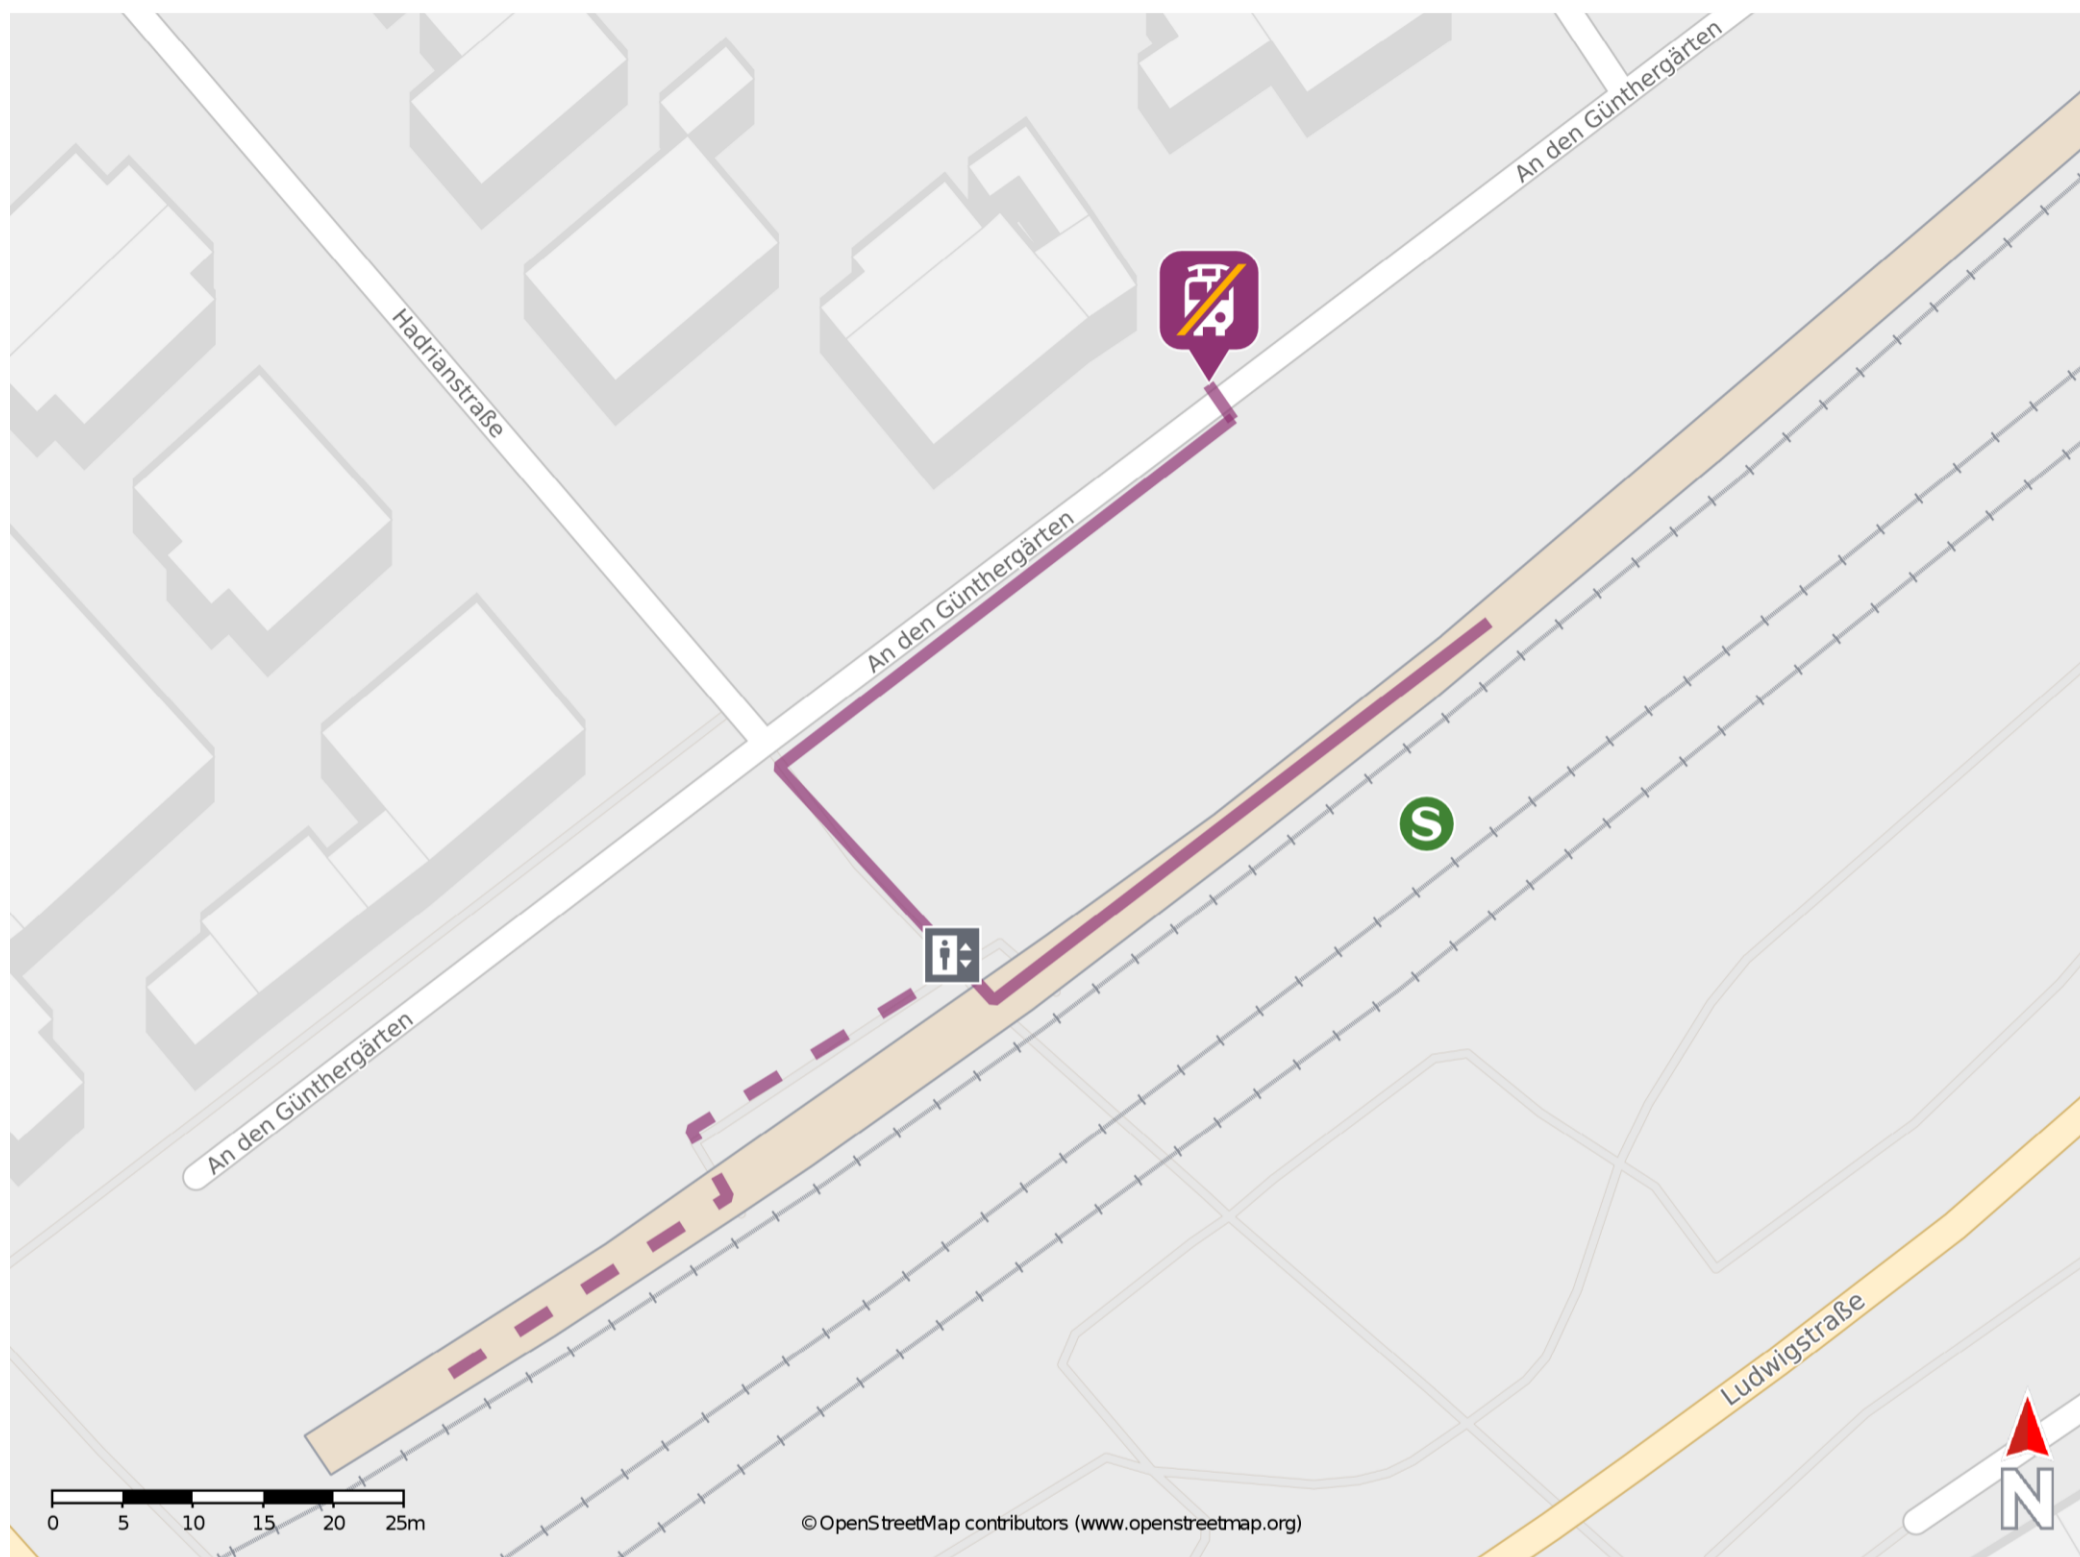 An den Günthergärten
Hadrianstraße
An den Günthergärten
S
An den Günthergärten
Ludwigstraße
N
0 5 10 15 20 25m
©OpenStreetMap contributors (www.openstreetmap.org)